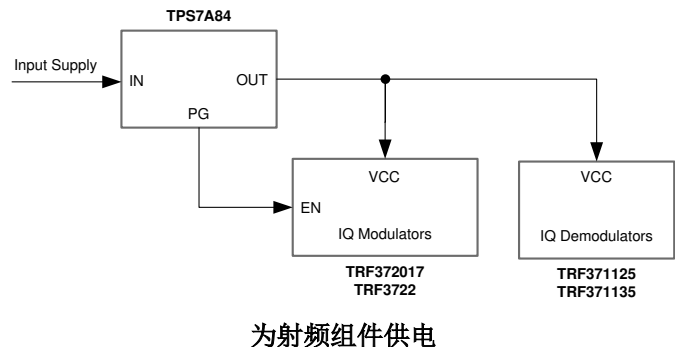 TPS7A84
Input Supply
IN
OUT
PG
VCC
VCC
EN
IQ Modulators
IQ Demodulators
TRF372017
TRF3722
TRF371125
TRF371135
为射频组件供电